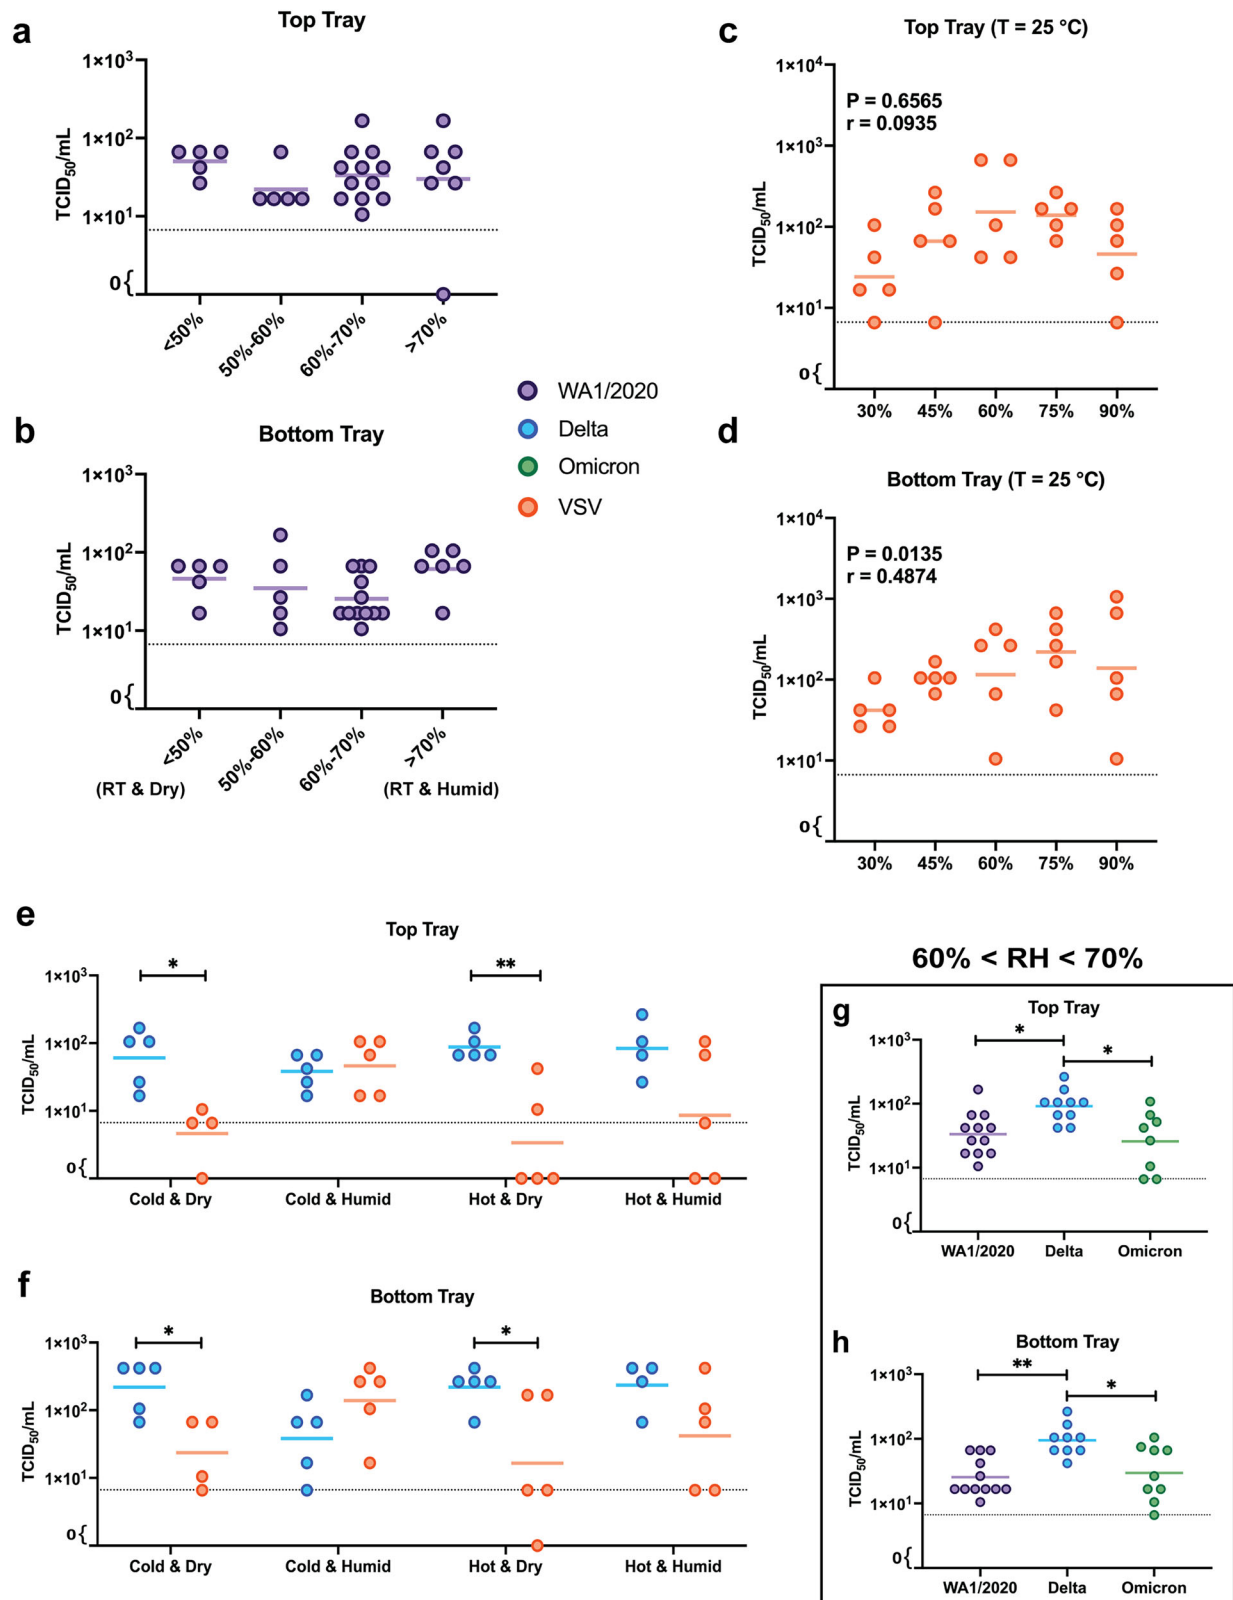 a
Top Tray
1×10³
1×10²
1×10¹
0{
TCID₅₀/mL
<50%
50%-60%
60%-70%
>70%
b
Bottom Tray
1×10³
1×10²
1×10¹
0{
TCID₅₀/mL
<50%
50%-60%
60%-70%
>70%
(RT & Dry)
(RT & Humid)
WA1/2020
Delta
Omicron
VSV
c
Top Tray (T = 25 °C)
1×10⁴
P = 0.6565
r = 0.0935
1×10³
1×10²
1×10¹
0{
TCID₅₀/mL
30% 45% 60% 75% 90%
d
Bottom Tray (T = 25 °C)
1×10⁴
P = 0.0135
r = 0.4874
1×10³
1×10²
1×10¹
0{
TCID₅₀/mL
30% 45% 60% 75% 90%
e
Top Tray
* **
1×10³
1×10²
1×10¹
0{
TCID₅₀/mL
Cold & Dry Cold & Humid Hot & Dry Hot & Humid
f
Bottom Tray
* *
1×10³
1×10²
1×10¹
0{
TCID₅₀/mL
Cold & Dry Cold & Humid Hot & Dry Hot & Humid
60% < RH < 70%
g
Top Tray
* *
1×10³
1×10²
1×10¹
0{
TCID₅₀/mL
WA1/2020 Delta Omicron
h
Bottom Tray
** *
1×10³
1×10²
1×10¹
0{
TCID₅₀/mL
WA1/2020 Delta Omicron